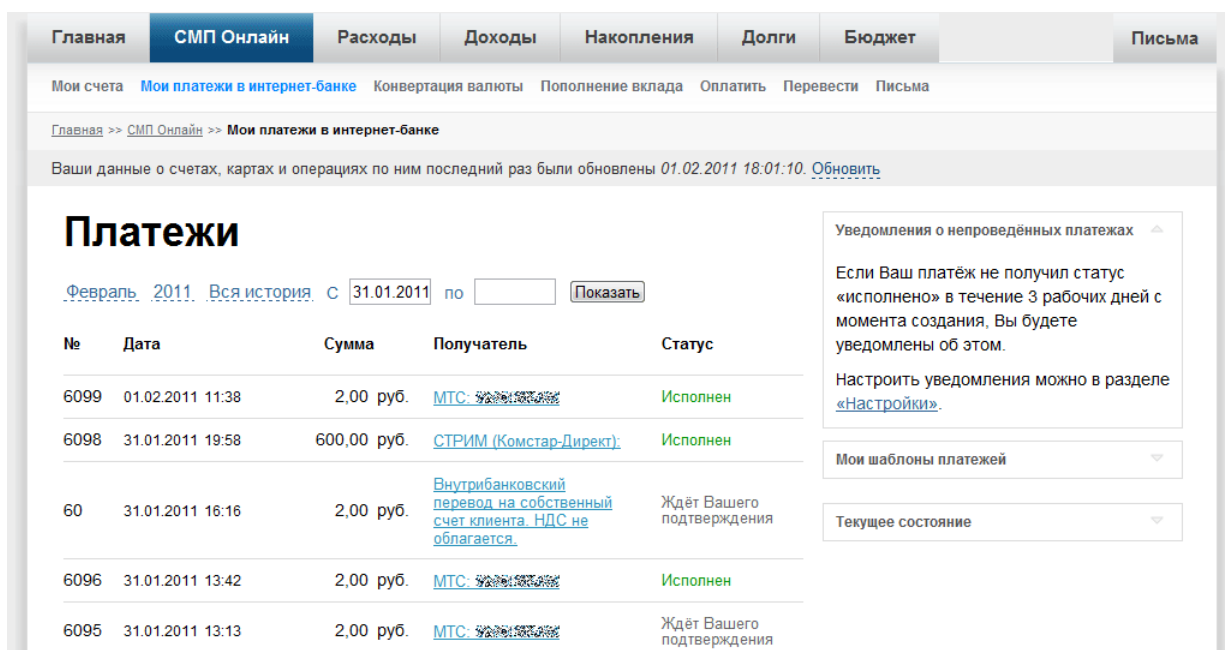 Главная СМП Онлайн Расходы Доходы Накопления Долги Бюджет Письма
Мои счета Мои платежи в интернет-банке Конвертация валюты Пополнение вклада Оплатить Перевести Письма
Главная >> СМП Онлайн >> Мои платежи в интернет-банке
Ваши данные о счетах, картах и операциях по ним последний раз были обновлены 01.02.2011 18:01:10. Обновить
Платежи
Февраль 2011 Вся история С 31.01.2011 по Показать
№ Дата Сумма Получатель Статус
6099 01.02.2011 11:38 2,00 руб. МТС: Исполнен
6098 31.01.2011 19:58 600,00 руб. СТРИМ (Комстар-Директ): Исполнен
60 31.01.2011 16:16 2,00 руб.
Внутрибанковский
перевод на собственный
счет клиента. НДС не
облагается.
Ждёт Вашего
подтверждения
6096 31.01.2011 13:42 2,00 руб. МТС: Исполнен
6095 31.01.2011 13:13 2,00 руб. МТС:
Ждёт Вашего
подтверждения
Уведомления о непроведённых платежах
Если Ваш платёж не получил статус
«исполнено» в течение 3 рабочих дней с
момента создания, Вы будете
уведомлены об этом.
Настроить уведомления можно в разделе
«Настройки».
Мои шаблоны платежей
Текущее состояние